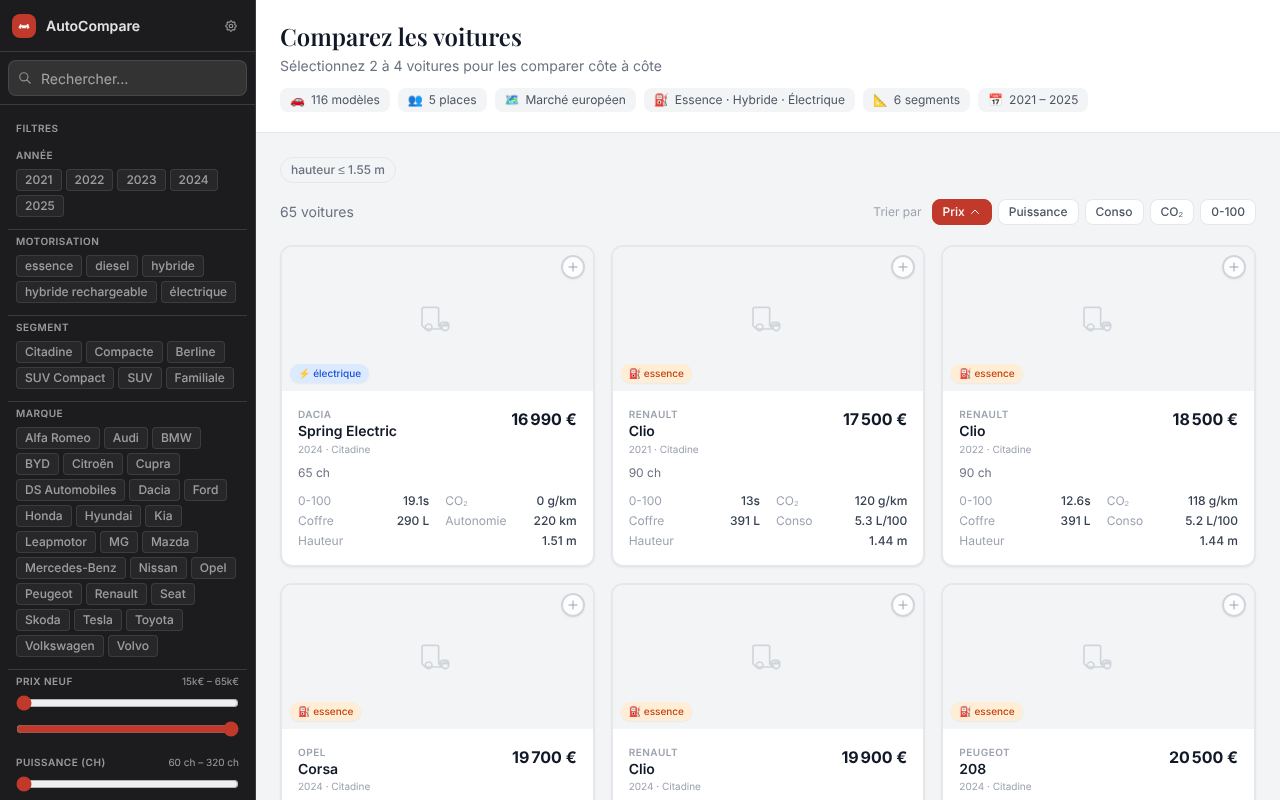 AutoCompare
Rechercher...
FILTRES
ANNÉE
2021 2022 2023 2024
2025
MOTORISATION
essence diesel hybride
hybride rechargeable électrique
SEGMENT
Citadine Compacte Berline
SUV Compact SUV Familiale
MARQUE
Alfa Romeo Audi BMW
BYD Citroën Cupra
DS Automobiles Dacia Ford
Honda Hyundai Kia
Leapmotor MG Mazda
Mercedes-Benz Nissan Opel
Peugeot Renault Seat
Skoda Tesla Toyota
Volkswagen Volvo
PRIX NEUF 15k€ – 65k€
PUISSANCE (CH) 60 ch – 320 ch
Comparez les voitures
Sélectionnez 2 à 4 voitures pour les comparer côte à côte
116 modèles 5 places Marché européen Essence · Hybride · Électrique 6 segments 2021 – 2025
hauteur ≤ 1.55 m
65 voitures Trier par Prix Puissance Conso CO₂ 0-100
électrique
DACIA
Spring Electric
16 990 €
2024 · Citadine
65 ch
0-100 19.1s CO₂ 0 g/km
Coffre 290 L Autonomie 220 km
Hauteur 1.51 m
essence
RENAULT
Clio
17 500 €
2021 · Citadine
90 ch
0-100 13s CO₂ 120 g/km
Coffre 391 L Conso 5.3 L/100
Hauteur 1.44 m
essence
RENAULT
Clio
18 500 €
2022 · Citadine
90 ch
0-100 12.6s CO₂ 118 g/km
Coffre 391 L Conso 5.2 L/100
Hauteur 1.44 m
essence
OPEL
Corsa
19 700 €
2024 · Citadine
essence
RENAULT
Clio
19 900 €
2024 · Citadine
essence
PEUGEOT
208
20 500 €
2024 · Citadine